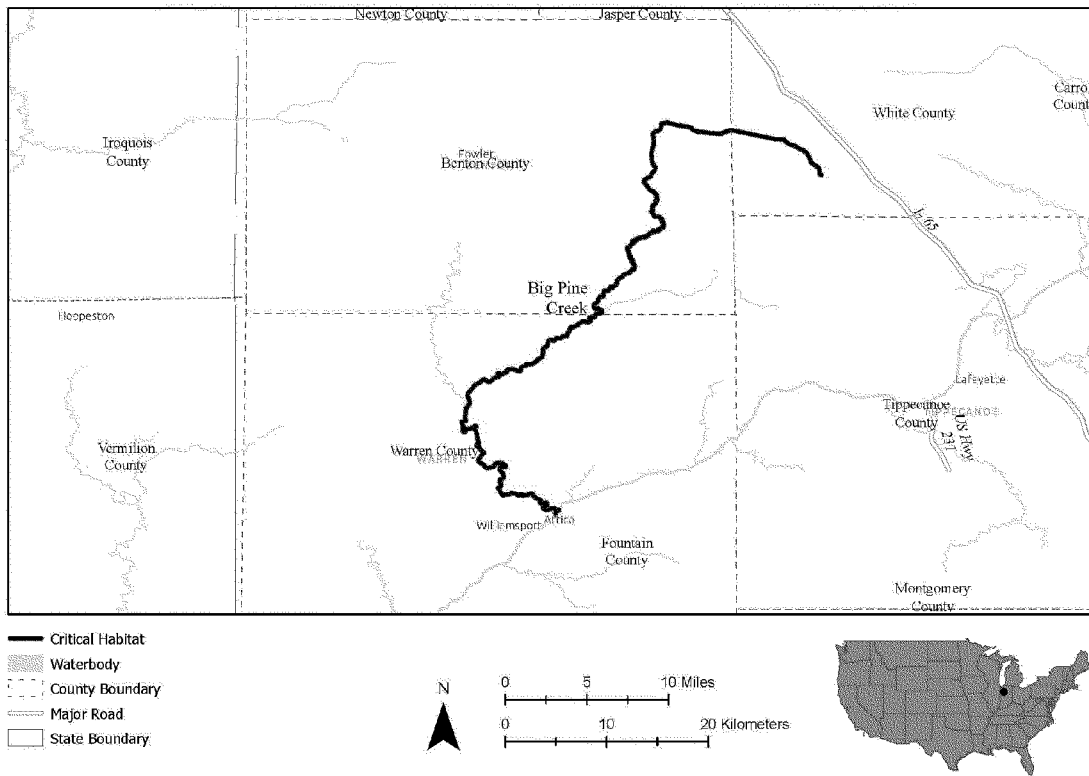 Newton County
Jasper County
Carro
Count
White County
Iroquois
County
Fowler
Benton County
I- 65
Big Pine
Creek
Hoopeston
Lafayette
Tippecanoe
County
TIPPECANOE
US Hwy
231
Vermilion
County
Warren County
WARREN
Williamsport
Attica
Fountain
County
Montgomery
County
Critical Habitat
Waterbody
County Boundary
Major Road
State Boundary
N
0 5 10 Miles
0 10 20 Kilometers